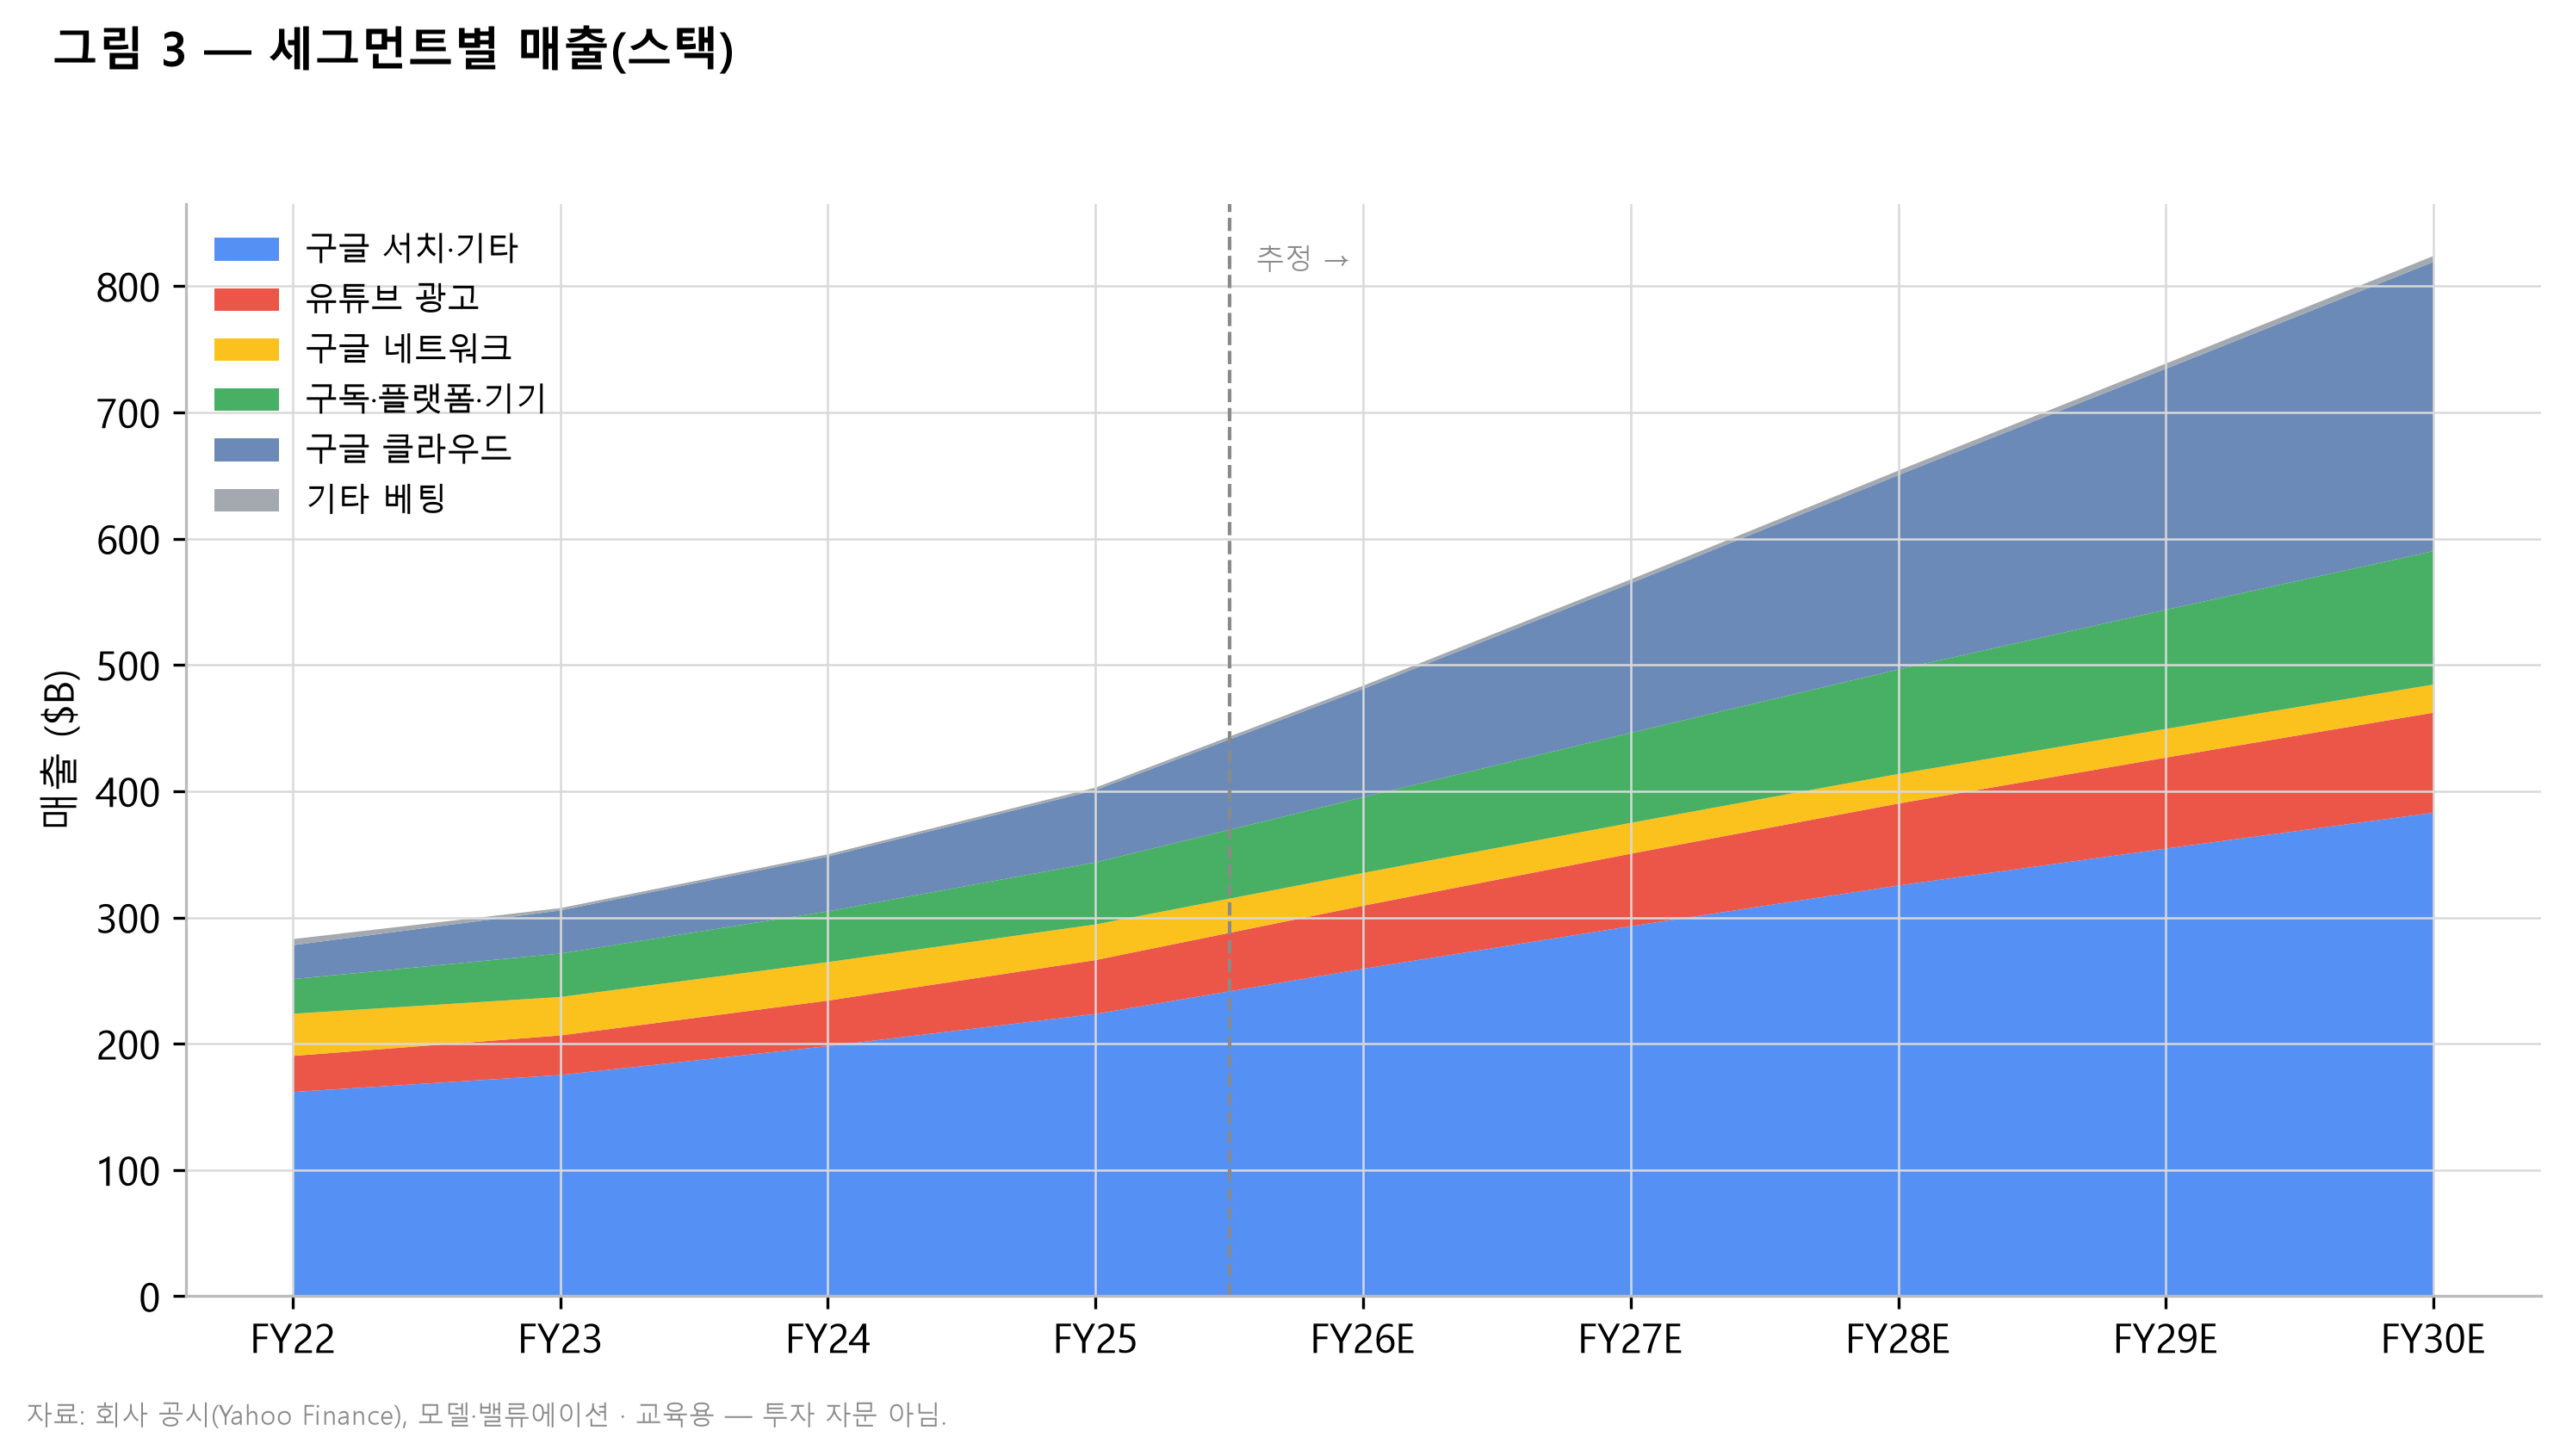 그림 3 — 세그먼트별 매출(스택)
구글 서치·기타
유튜브 광고
구글 네트워크
구독·플랫폼·기기
구글 클라우드
기타 베팅
추정 →
매출 ($B)
800
700
600
500
400
300
200
100
0
FY22 FY23 FY24 FY25 FY26E FY27E FY28E FY29E FY30E
자료: 회사 공시(Yahoo Finance), 모델·밸류에이션 · 교육용 — 투자 자문 아님.